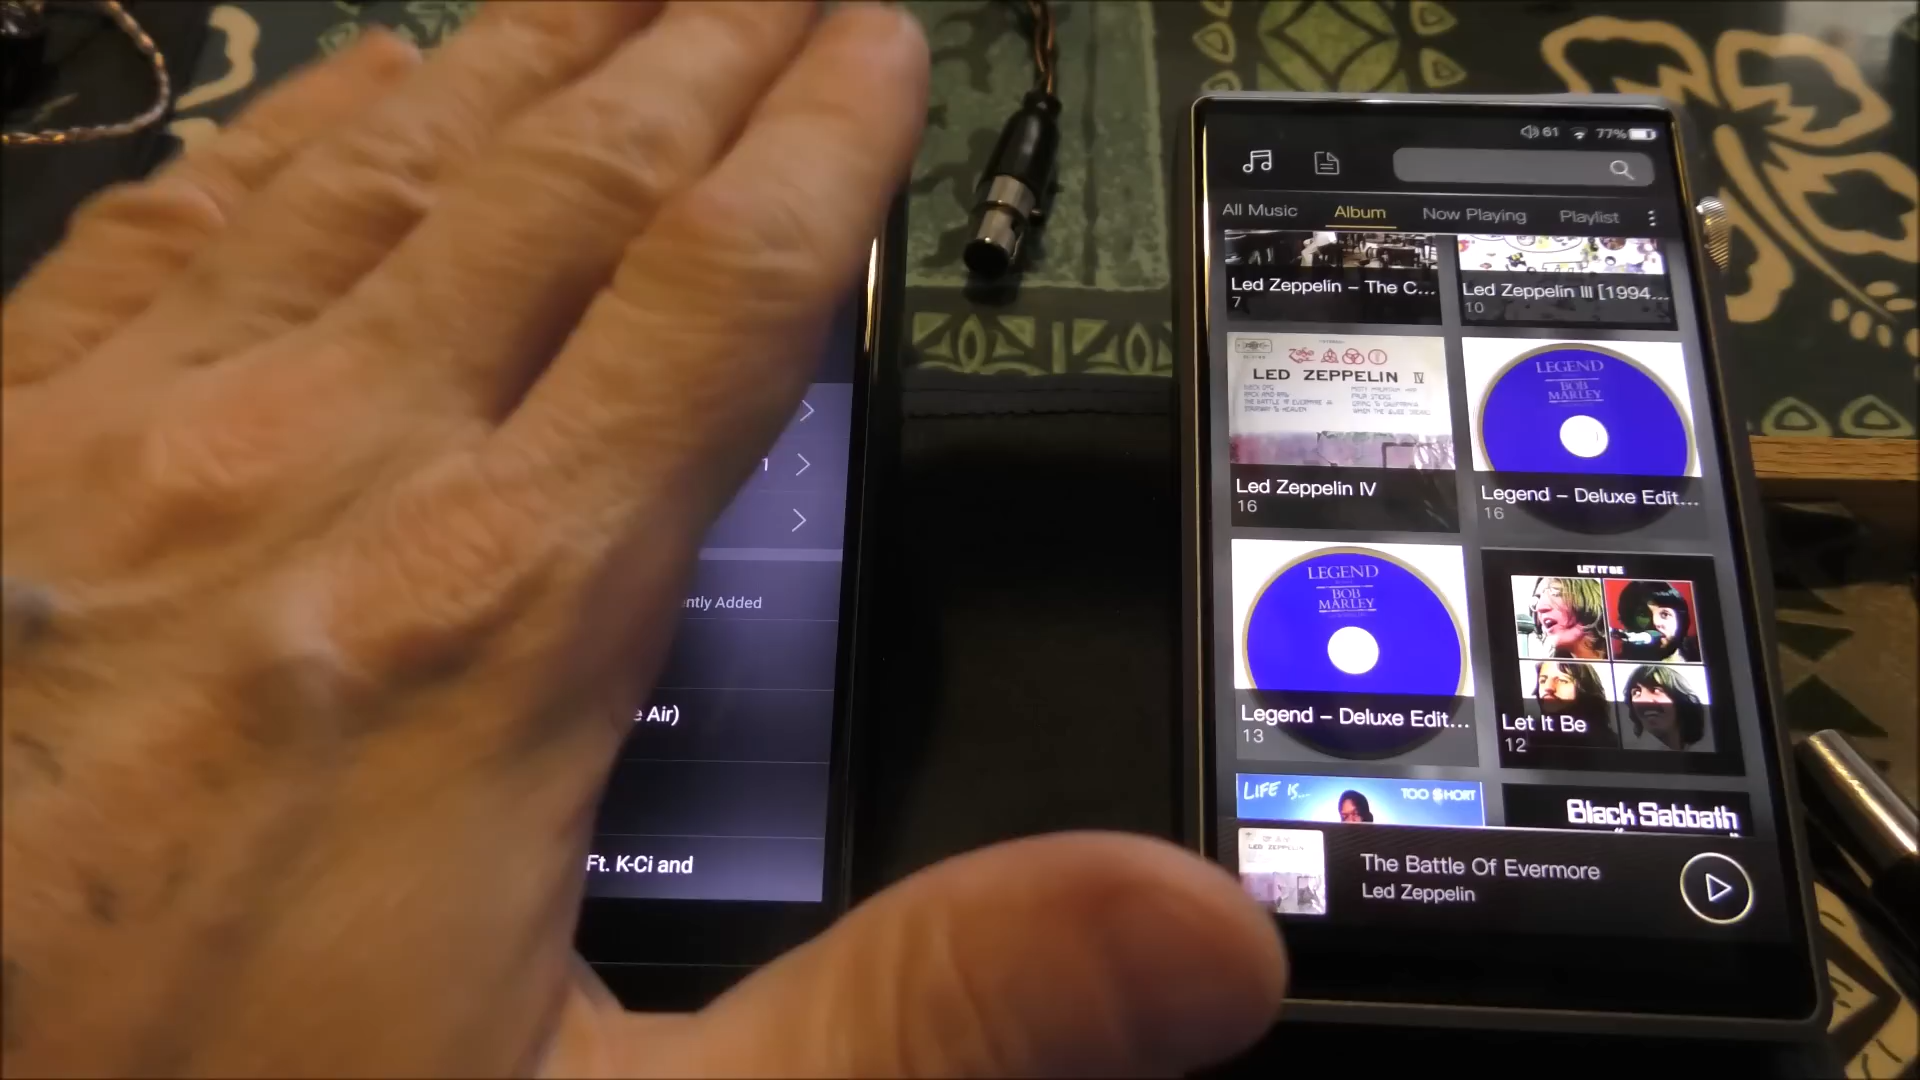 61 77%
All Music Album Now Playing Playlist
Led Zeppelin – The C...
7
Led Zeppelin III [1994...
10
LED ZEPPELIN IV
Led Zeppelin IV
16
LEGEND
BOB
MARLEY
Legend – Deluxe Edit...
16
LEGEND
BOB
MARLEY
Legend – Deluxe Edit...
13
LET IT BE
Let It Be
12
LIFE IS... TOO $HORT
Black Sabbath
The Battle Of Evermore
Led Zeppelin
1
ntly Added
e Air)
Ft. K-Ci and